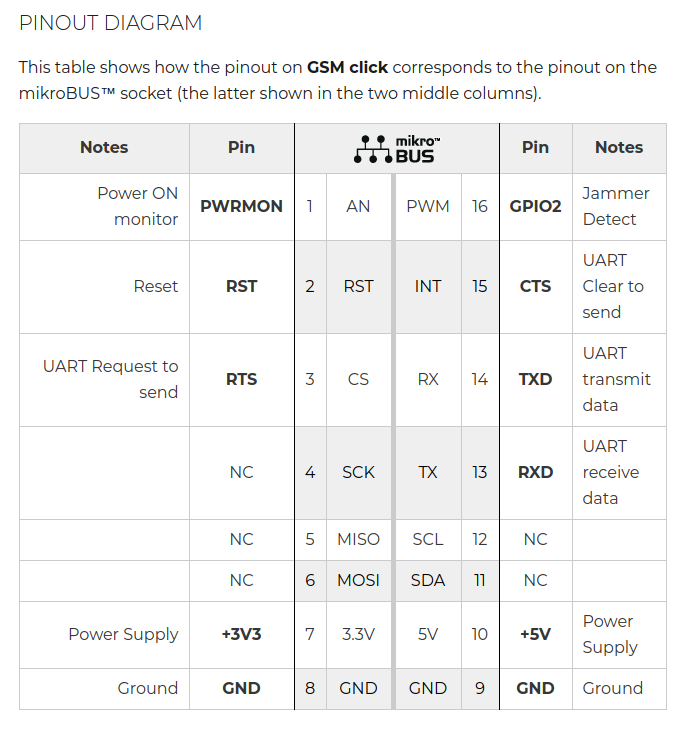 PINOUT DIAGRAM
This table shows how the pinout on GSM click corresponds to the pinout on the
mikroBUS™ socket (the latter shown in the two middle columns).
Notes Pin mikro™ BUS Pin Notes
Power ON monitor PWRMON 1 AN PWM 16 GPIO2 Jammer Detect
Reset RST 2 RST INT 15 CTS UART Clear to send
UART Request to send RTS 3 CS RX 14 TXD UART transmit data
NC 4 SCK TX 13 RXD UART receive data
NC 5 MISO SCL 12 NC
NC 6 MOSI SDA 11 NC
Power Supply +3V3 7 3.3V 5V 10 +5V Power Supply
Ground GND 8 GND GND 9 GND Ground